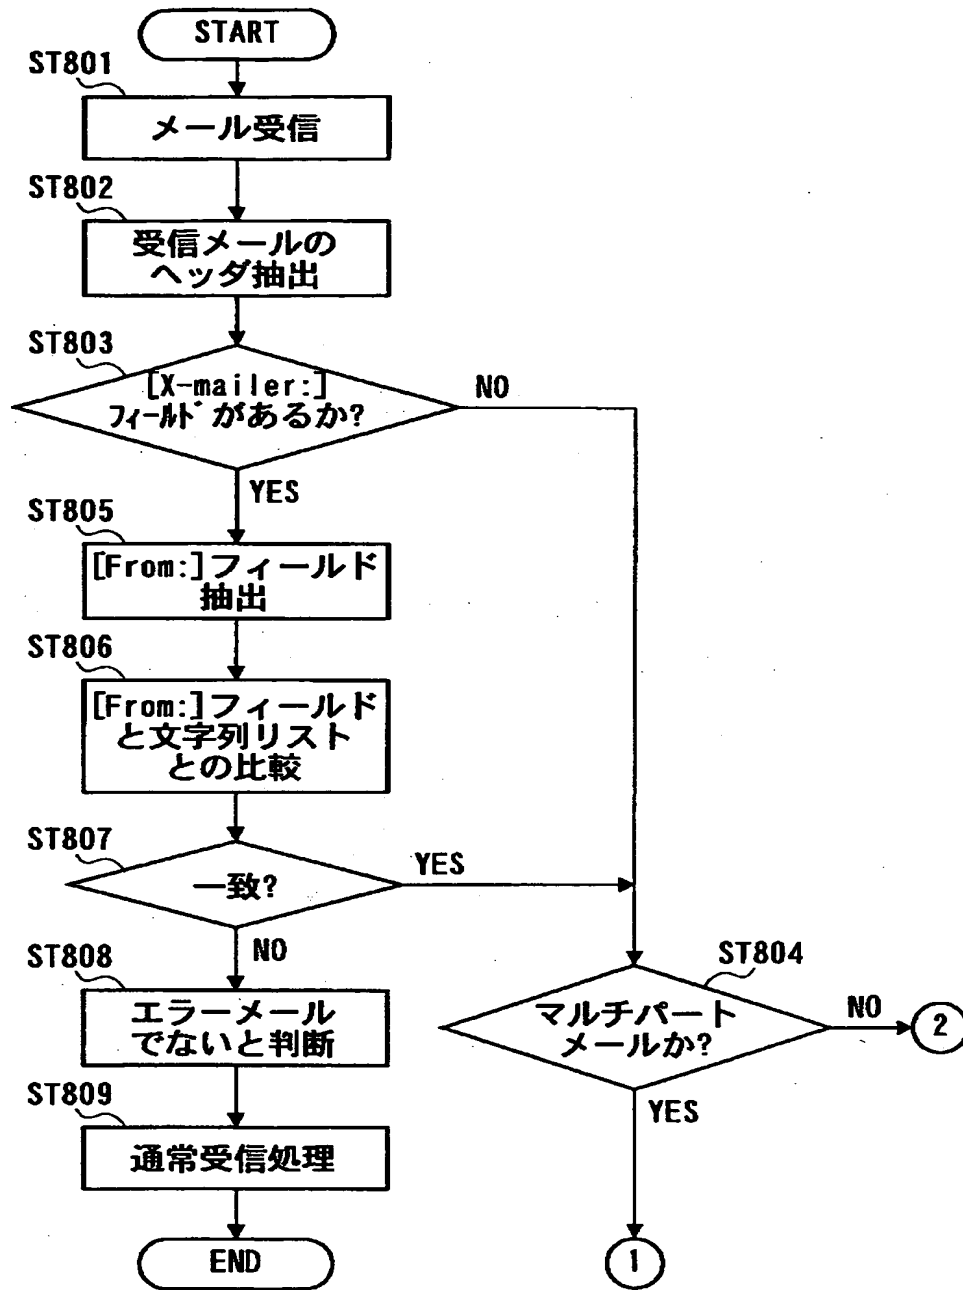 START
ST801
メール受信
ST802
受信メールの
ヘッダ抽出
ST803
[X-mailer:]
フィールドがあるか?
NO
YES
ST805
[From:]フィールド
抽出
ST806
[From:]フィールド
と文字列リスト
との比較
ST807
一致?
YES
NO
ST808
エラーメール
でないと判断
ST804
マルチパート
メールか?
NO
2
YES
ST809
通常受信処理
END
1